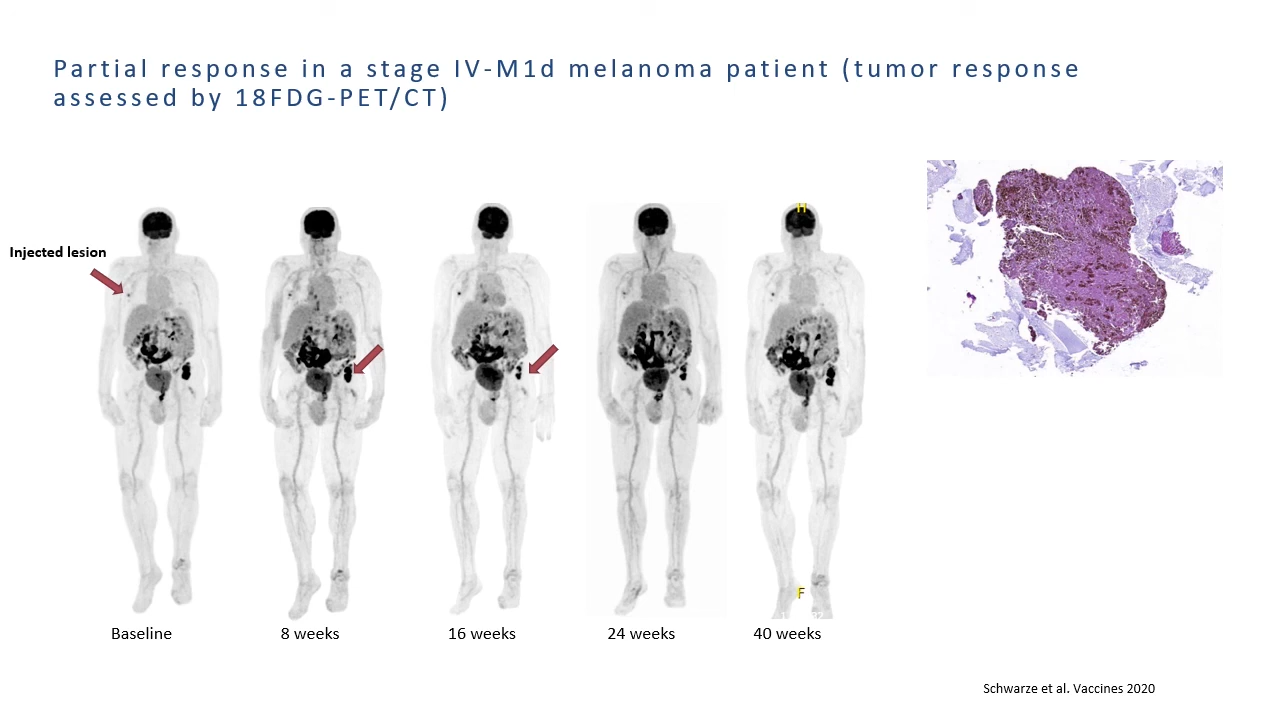 Partial response in a stage IV-M1d melanoma patient (tumor response
assessed by 18FDG-PET/CT)
Injected lesion
H
F
Baseline
8 weeks
16 weeks
24 weeks
40 weeks
Schwarze et al. Vaccines 2020